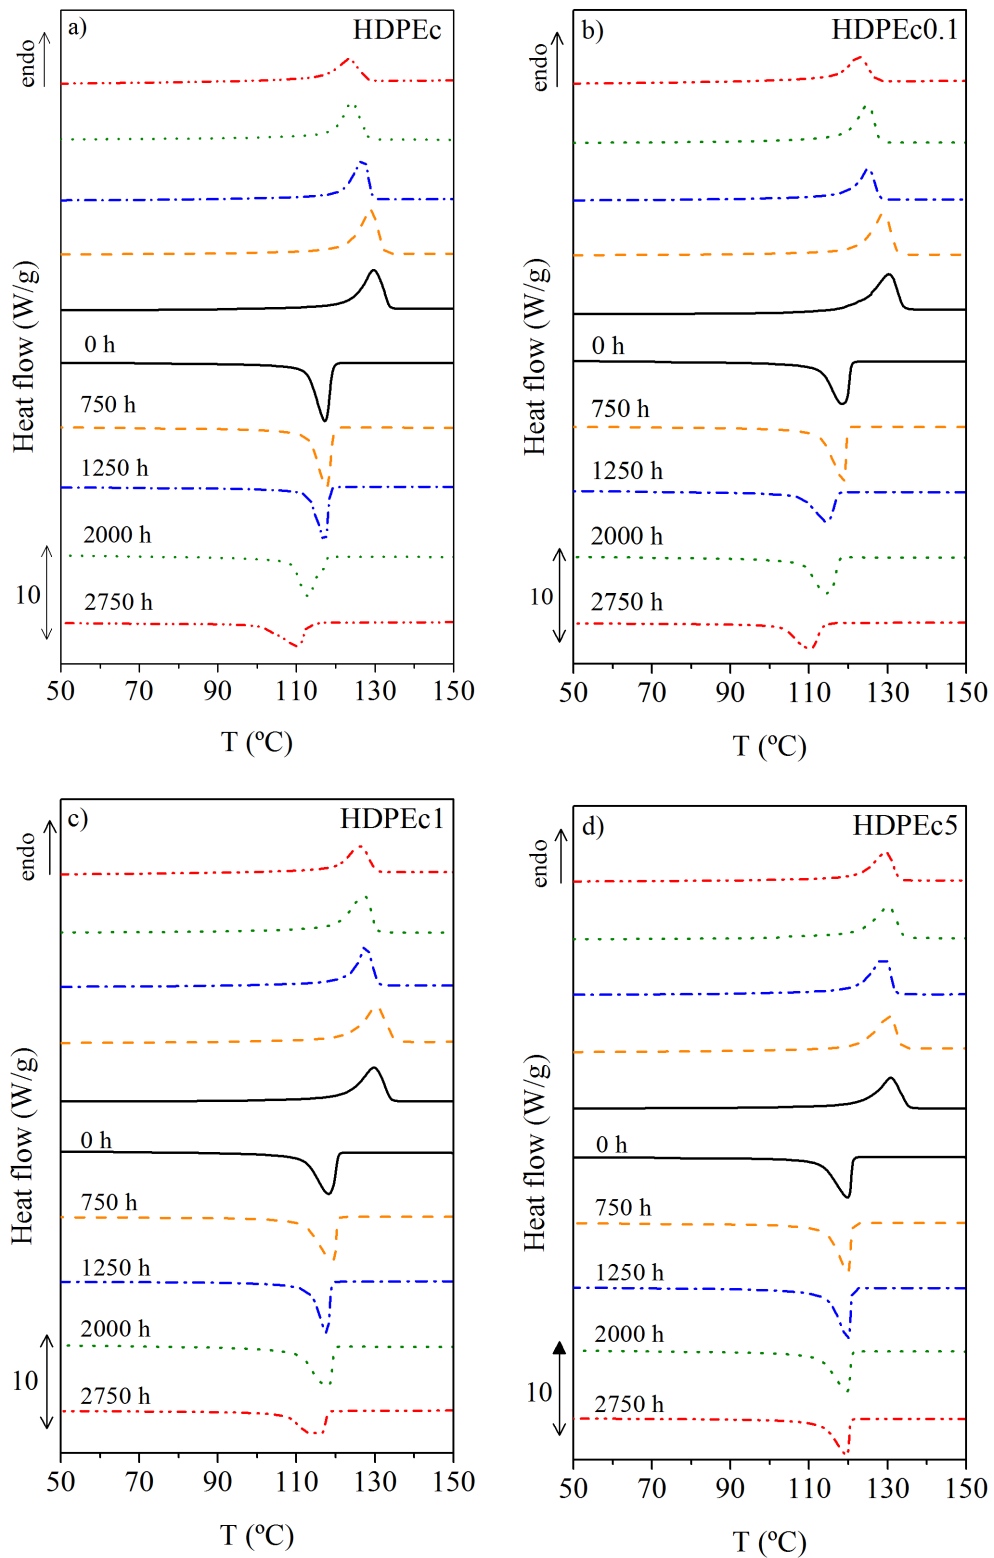 a) HDPEc
endo
Heat flow (W/g)
0 h
750 h
1250 h
2000 h
10
2750 h
50 70 90 110 130 150
T (ºC)
b) HDPEc0.1
endo
Heat flow (W/g)
0 h
750 h
1250 h
2000 h
10
2750 h
50 70 90 110 130 150
T (ºC)
c) HDPEc1
endo
Heat flow (W/g)
0 h
750 h
1250 h
2000 h
10
2750 h
50 70 90 110 130 150
T (ºC)
d) HDPEc5
endo
Heat flow (W/g)
0 h
750 h
1250 h
2000 h
10
2750 h
50 70 90 110 130 150
T (ºC)